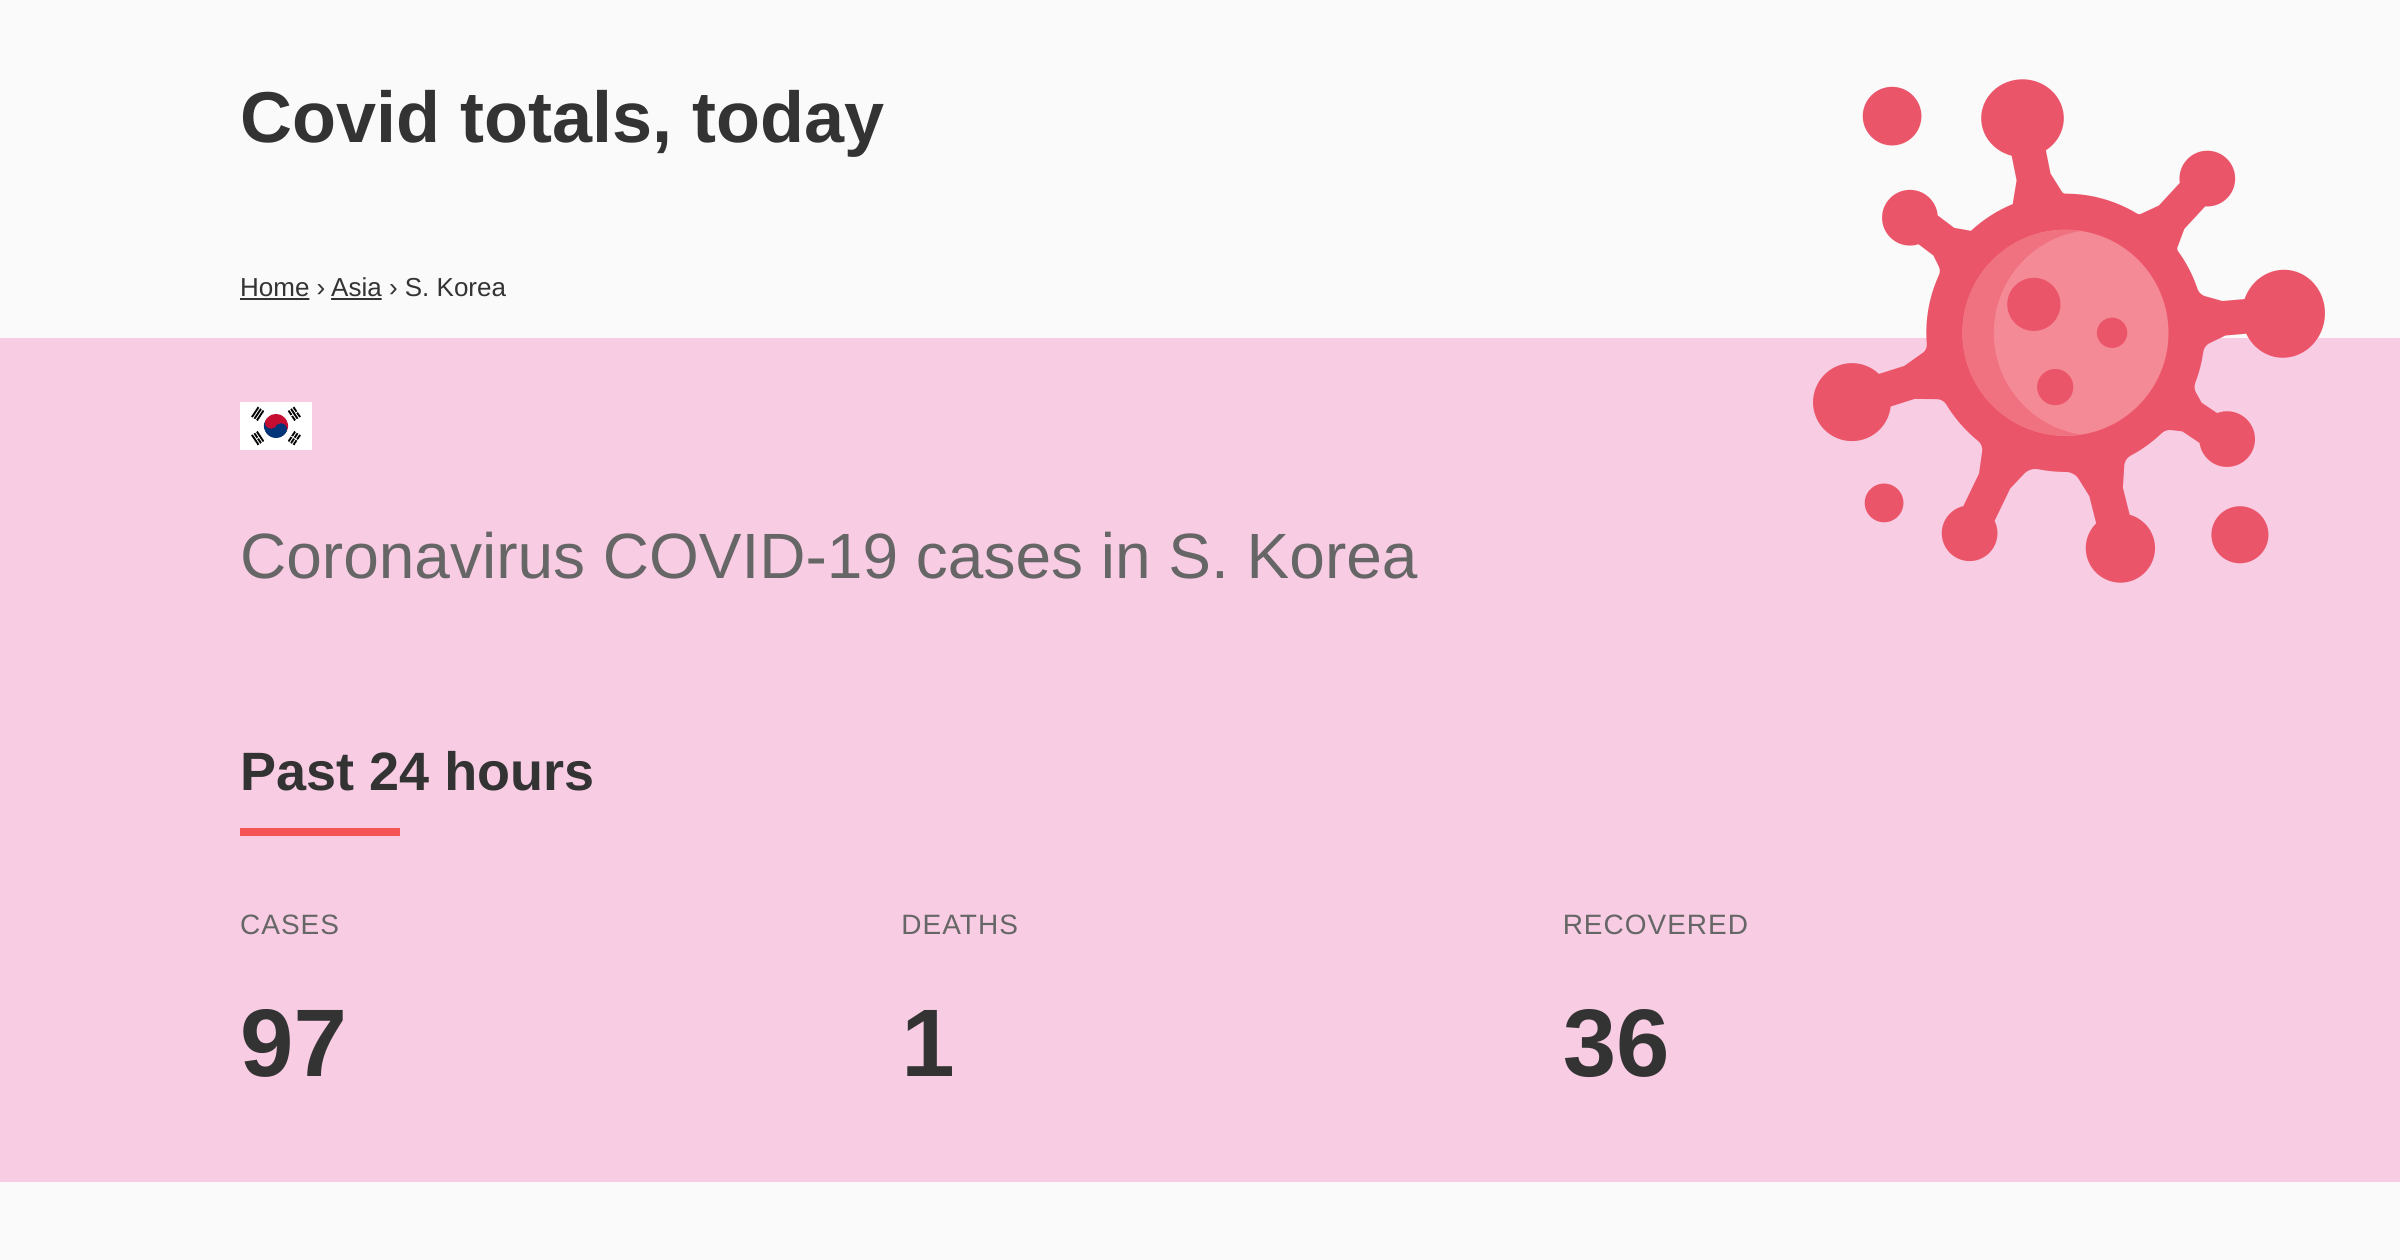 Covid totals, today
Home › Asia › S. Korea
Coronavirus COVID-19 cases in S. Korea
Past 24 hours
CASES DEATHS RECOVERED
97 1 36